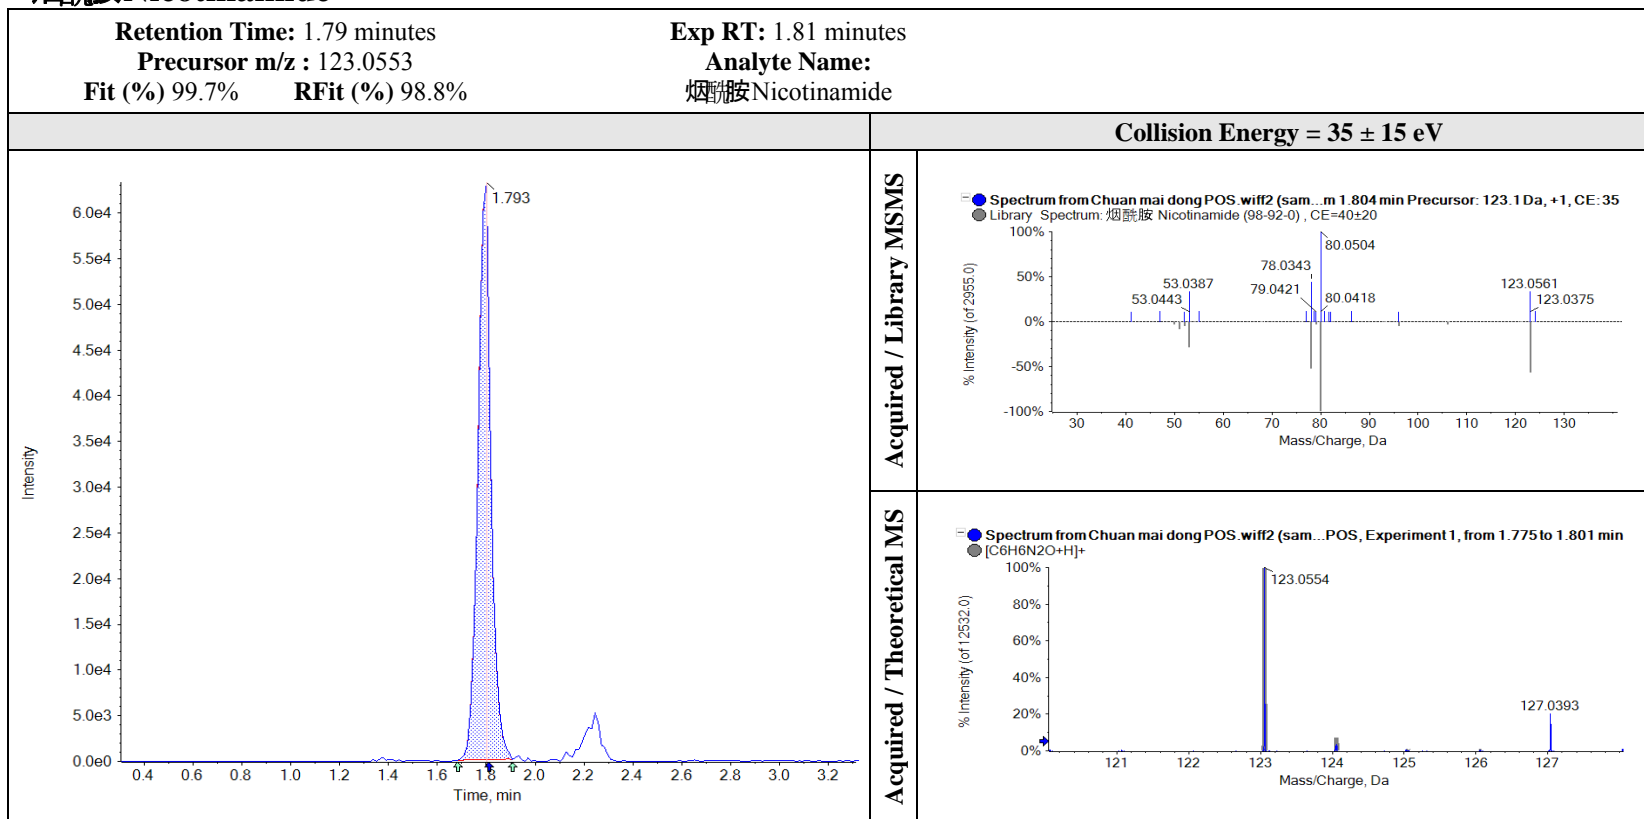 Retention Time: 1.79 minutes
Precursor m/z : 123.0553
Fit (%) 99.7% RFit (%) 98.8%
Exp RT: 1.81 minutes
Analyte Name:
烟酰胺Nicotinamide
Collision Energy = 35 ± 15 eV
Intensity
6.0e4
5.5e4
5.0e4
4.5e4
4.0e4
3.5e4
3.0e4
2.5e4
2.0e4
1.5e4
1.0e4
5.0e3
0.0e0
1.793
0.4 0.6 0.8 1.0 1.2 1.4 1.6 1.8 2.0 2.2 2.4 2.6 2.8 3.0 3.2
Time, min
Acquired / Library MSMS
Spectrum from Chuan mai dong POS.wiff2 (sam...m 1.804 min Precursor: 123.1 Da, +1, CE: 35
Library Spectrum: 烟酰胺 Nicotinamide (98-92-0) , CE=40±20
% Intensity (of 2955.0)
100%
50%
0%
-50%
-100%
80.0504
78.0343
53.0387
79.0421
53.0443
80.0418
123.0561
123.0375
30 40 50 60 70 80 90 100 110 120 130
Mass/Charge, Da
Acquired / Theoretical MS
Spectrum from Chuan mai dong POS.wiff2 (sam...POS, Experiment 1, from 1.775 to 1.801 min
[C6H6N2O+H]+
% Intensity (of 12532.0)
100%
80%
60%
40%
20%
0%
123.0554
127.0393
121 122 123 124 125 126 127
Mass/Charge, Da